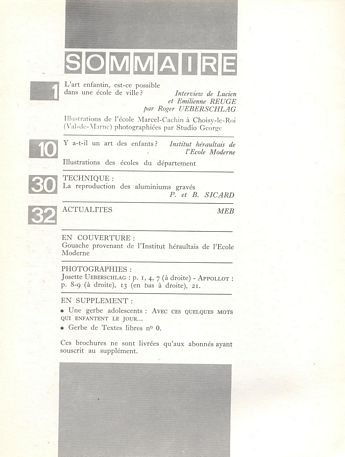 SOMMAIRE
1 L'art enfantin, est-ce possible
dans une école de ville? Interview de Lucien
et Emilienne REUGE
par Roger UEBERSCHLAG
Illustrations de l'école Marcel-Cachin à Choisy-le-Roi
(Val-de-Marne) photographiées par Studio George
10 Y a-t-il un art des enfants? Institut héraultais de
l'Ecole Moderne
Illustrations des écoles du département
30 TECHNIQUE :
La reproduction des aluminiums gravés
P. et B. SICARD
32 ACTUALITES MEB
EN COUVERTURE :
Gouache provenant de l'Institut héraultais de l'Ecole
Moderne
PHOTOGRAPHIES :
Josette UEBERSCHLAG : p. 1, 4, 7 (à droite) - APPOLLOT :
p. 8-9 (à droite), 13 (en bas à droite), 21.
EN SUPPLEMENT :
• Une gerbe adolescents : AVEC CES QUELQUES MOTS
QUI ENFANTENT LE JOUR...
• Gerbe de Textes libres nº 0.
Ces brochures ne sont livrées qu'aux abonnés ayant
souscrit au supplément.